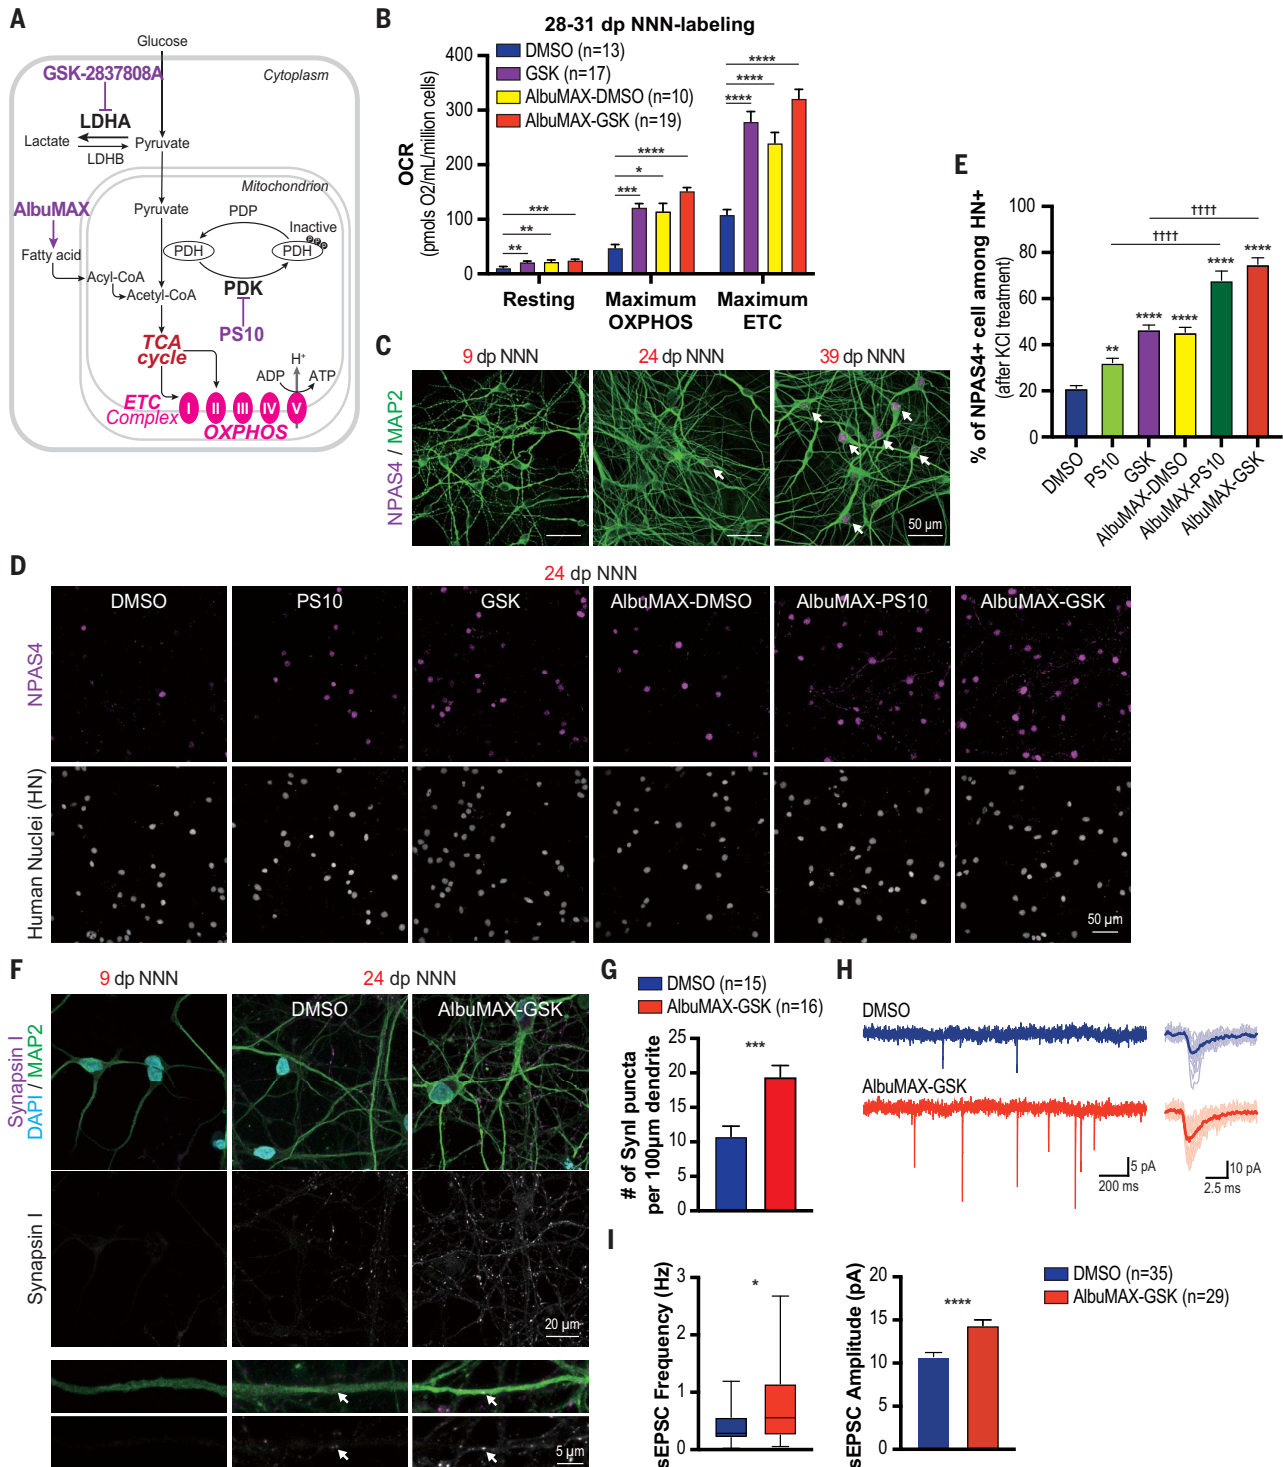 A
Glucose
GSK-2837808A
Cytoplasm
LDHA
Lactate
Pyruvate
LDHB
Mitochondrion
AlbuMAX
Pyruvate
PDP
Inactive
P P P
Fatty acid
PDH
PDH
Acyl-CoA
PDK
Acetyl-CoA
PS10
TCA
cycle
H+
ADP
ATP
ETC
Complex
I
II
III
IV
V
OXPHOS
B
28-31 dp NNN-labeling
OCR
(pmols O2/mL/million cells)
400
300
200
100
0
DMSO (n=13)
GSK (n=17)
AlbuMAX-DMSO (n=10)
AlbuMAX-GSK (n=19)
**
**
***
***
*
****
****
****
****
Resting
Maximum
OXPHOS
Maximum
ETC
C
9 dp NNN
24 dp NNN
39 dp NNN
NPAS4 / MAP2
50 µm
E
% of NPAS4+ cell among HN+
(after KCl treatment)
100
80
60
40
20
0
††††
††††
**
****
****
****
****
DMSO
PS10
GSK
AlbuMAX-DMSO
AlbuMAX-PS10
AlbuMAX-GSK
D
24 dp NNN
DMSO
PS10
GSK
AlbuMAX-DMSO
AlbuMAX-PS10
AlbuMAX-GSK
NPAS4
Human Nuclei (HN)
50 µm
F
9 dp NNN
24 dp NNN
DMSO
AlbuMAX-GSK
Synapsin I
DAPI / MAP2
Synapsin I
20 µm
5 µm
G
DMSO (n=15)
AlbuMAX-GSK (n=16)
# of SynI puncta
per 100µm dendrite
25
20
15
10
5
0
***
H
DMSO
AlbuMAX-GSK
5 pA
200 ms
10 pA
2.5 ms
I
sEPSC Frequency (Hz)
3
2
1
0
*
sEPSC Amplitude (pA)
20
15
10
5
0
****
DMSO (n=35)
AlbuMAX-GSK (n=29)